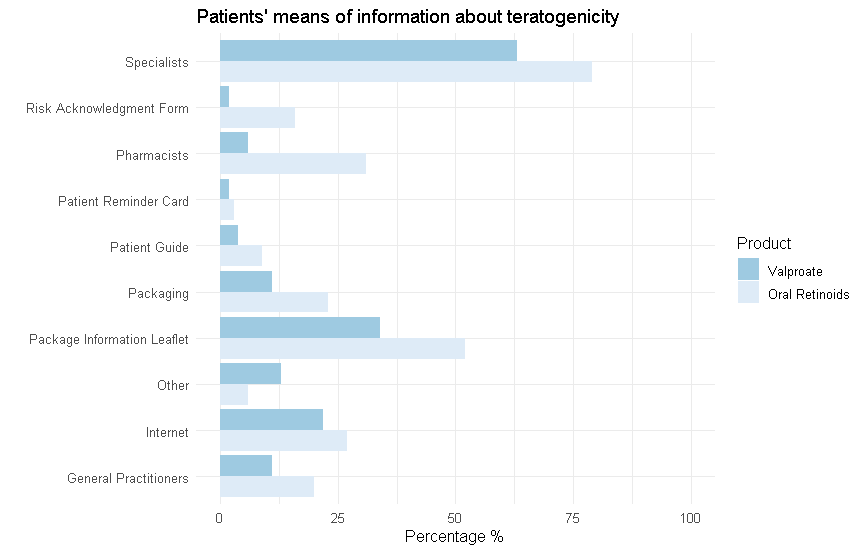 Patients' means of information about teratogenicity
Specialists
Risk Acknowledgment Form
Pharmacists
Patient Reminder Card
Patient Guide
Packaging
Package Information Leaflet
Other
Internet
General Practitioners
0 25 50 75 100
Percentage %
Product
Valproate
Oral Retinoids